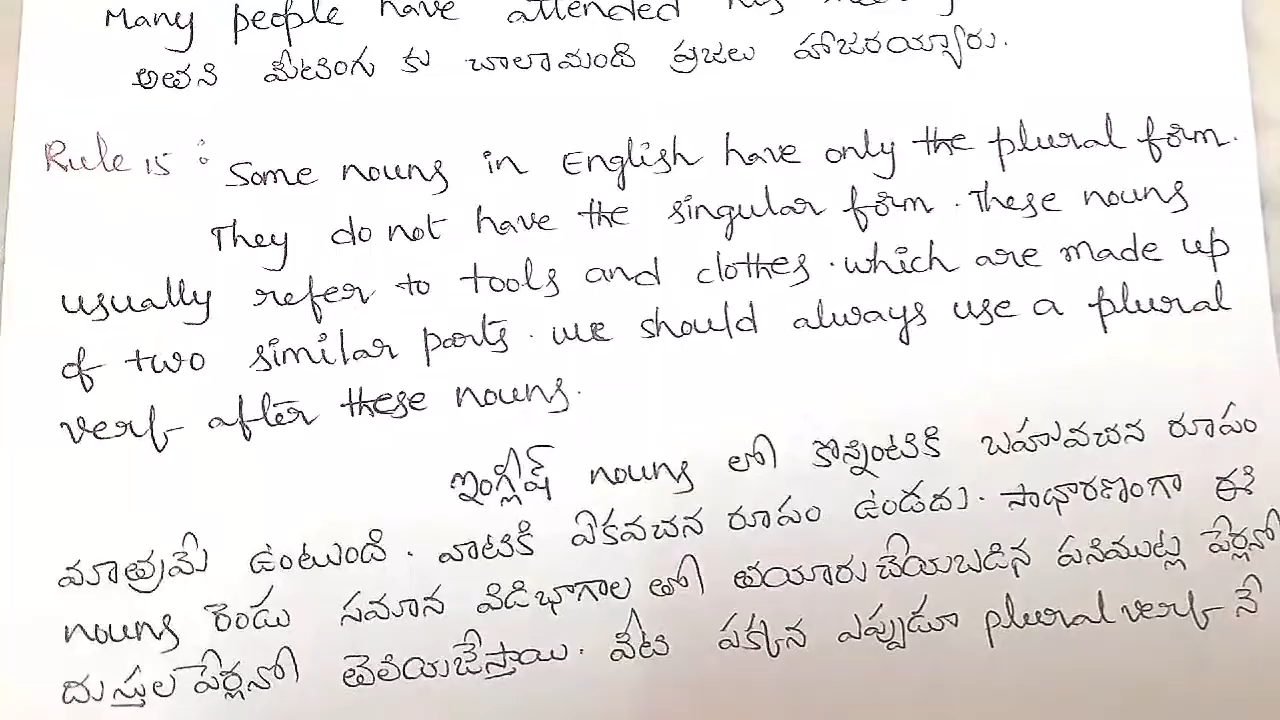 Many people have attended his meeting
అతని మీటింగు కు చాలామంది ప్రజలు హాజరయ్యారు.
Rule 15 : Some nouns in English have only the plural form.
They do not have the singular form. These nouns
usually refer to tools and clothes. which are made up
of two similar parts. we should always use a plural
verb after these nouns.
ఇంగ్లీష్ nouns లో కొన్నింటికి బహువచన రూపం
మాత్రమే ఉంటుంది. వాటికి ఏకవచన రూపం ఉండదు. సాధారణంగా ఈ
nouns రెండు సమాన విడిభాగాల తో తయారుచేయబడిన పనిముట్ల పేర్లనో
దుస్తుల పేర్లనో తెలియజేస్తాయి. వీటి పక్కన ఎప్పుడూ plural verb నే